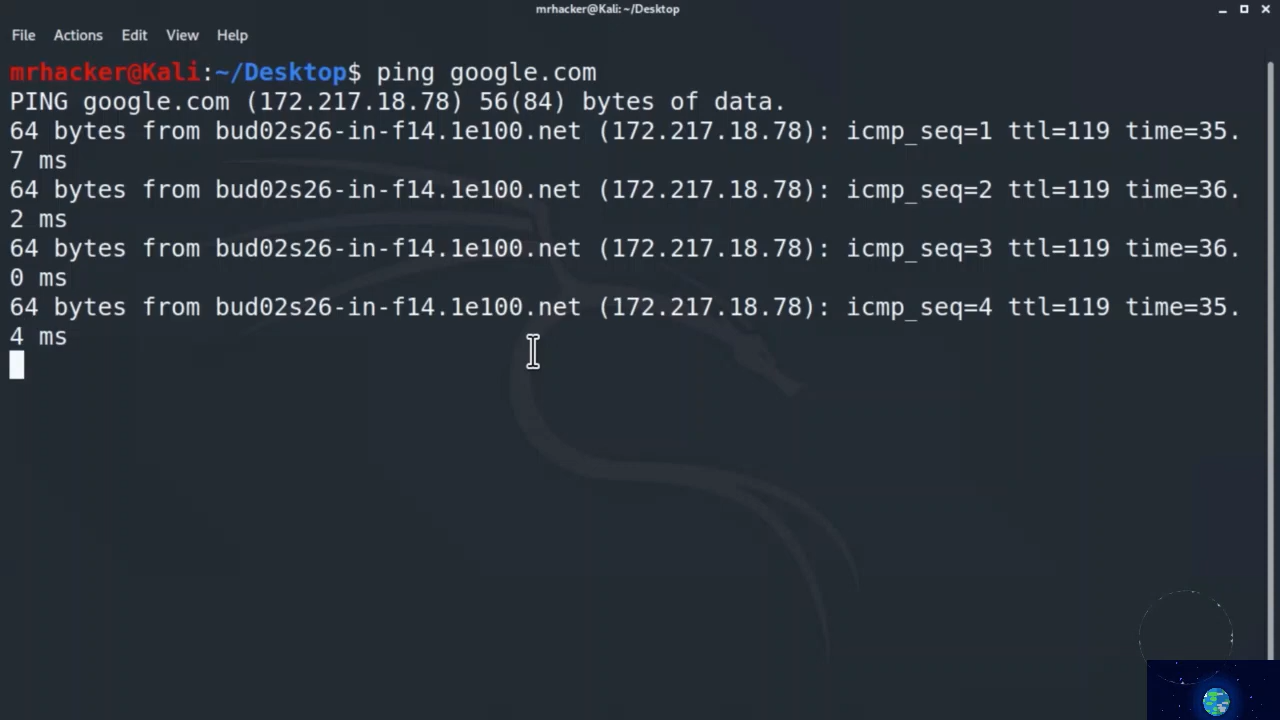 mrhacker@Kali: ~/Desktop
File Actions Edit View Help
mrhacker@Kali:~/Desktop$ ping google.com
PING google.com (172.217.18.78) 56(84) bytes of data.
64 bytes from bud02s26-in-f14.1e100.net (172.217.18.78): icmp_seq=1 ttl=119 time=35.
7 ms
64 bytes from bud02s26-in-f14.1e100.net (172.217.18.78): icmp_seq=2 ttl=119 time=36.
2 ms
64 bytes from bud02s26-in-f14.1e100.net (172.217.18.78): icmp_seq=3 ttl=119 time=36.
0 ms
64 bytes from bud02s26-in-f14.1e100.net (172.217.18.78): icmp_seq=4 ttl=119 time=35.
4 ms